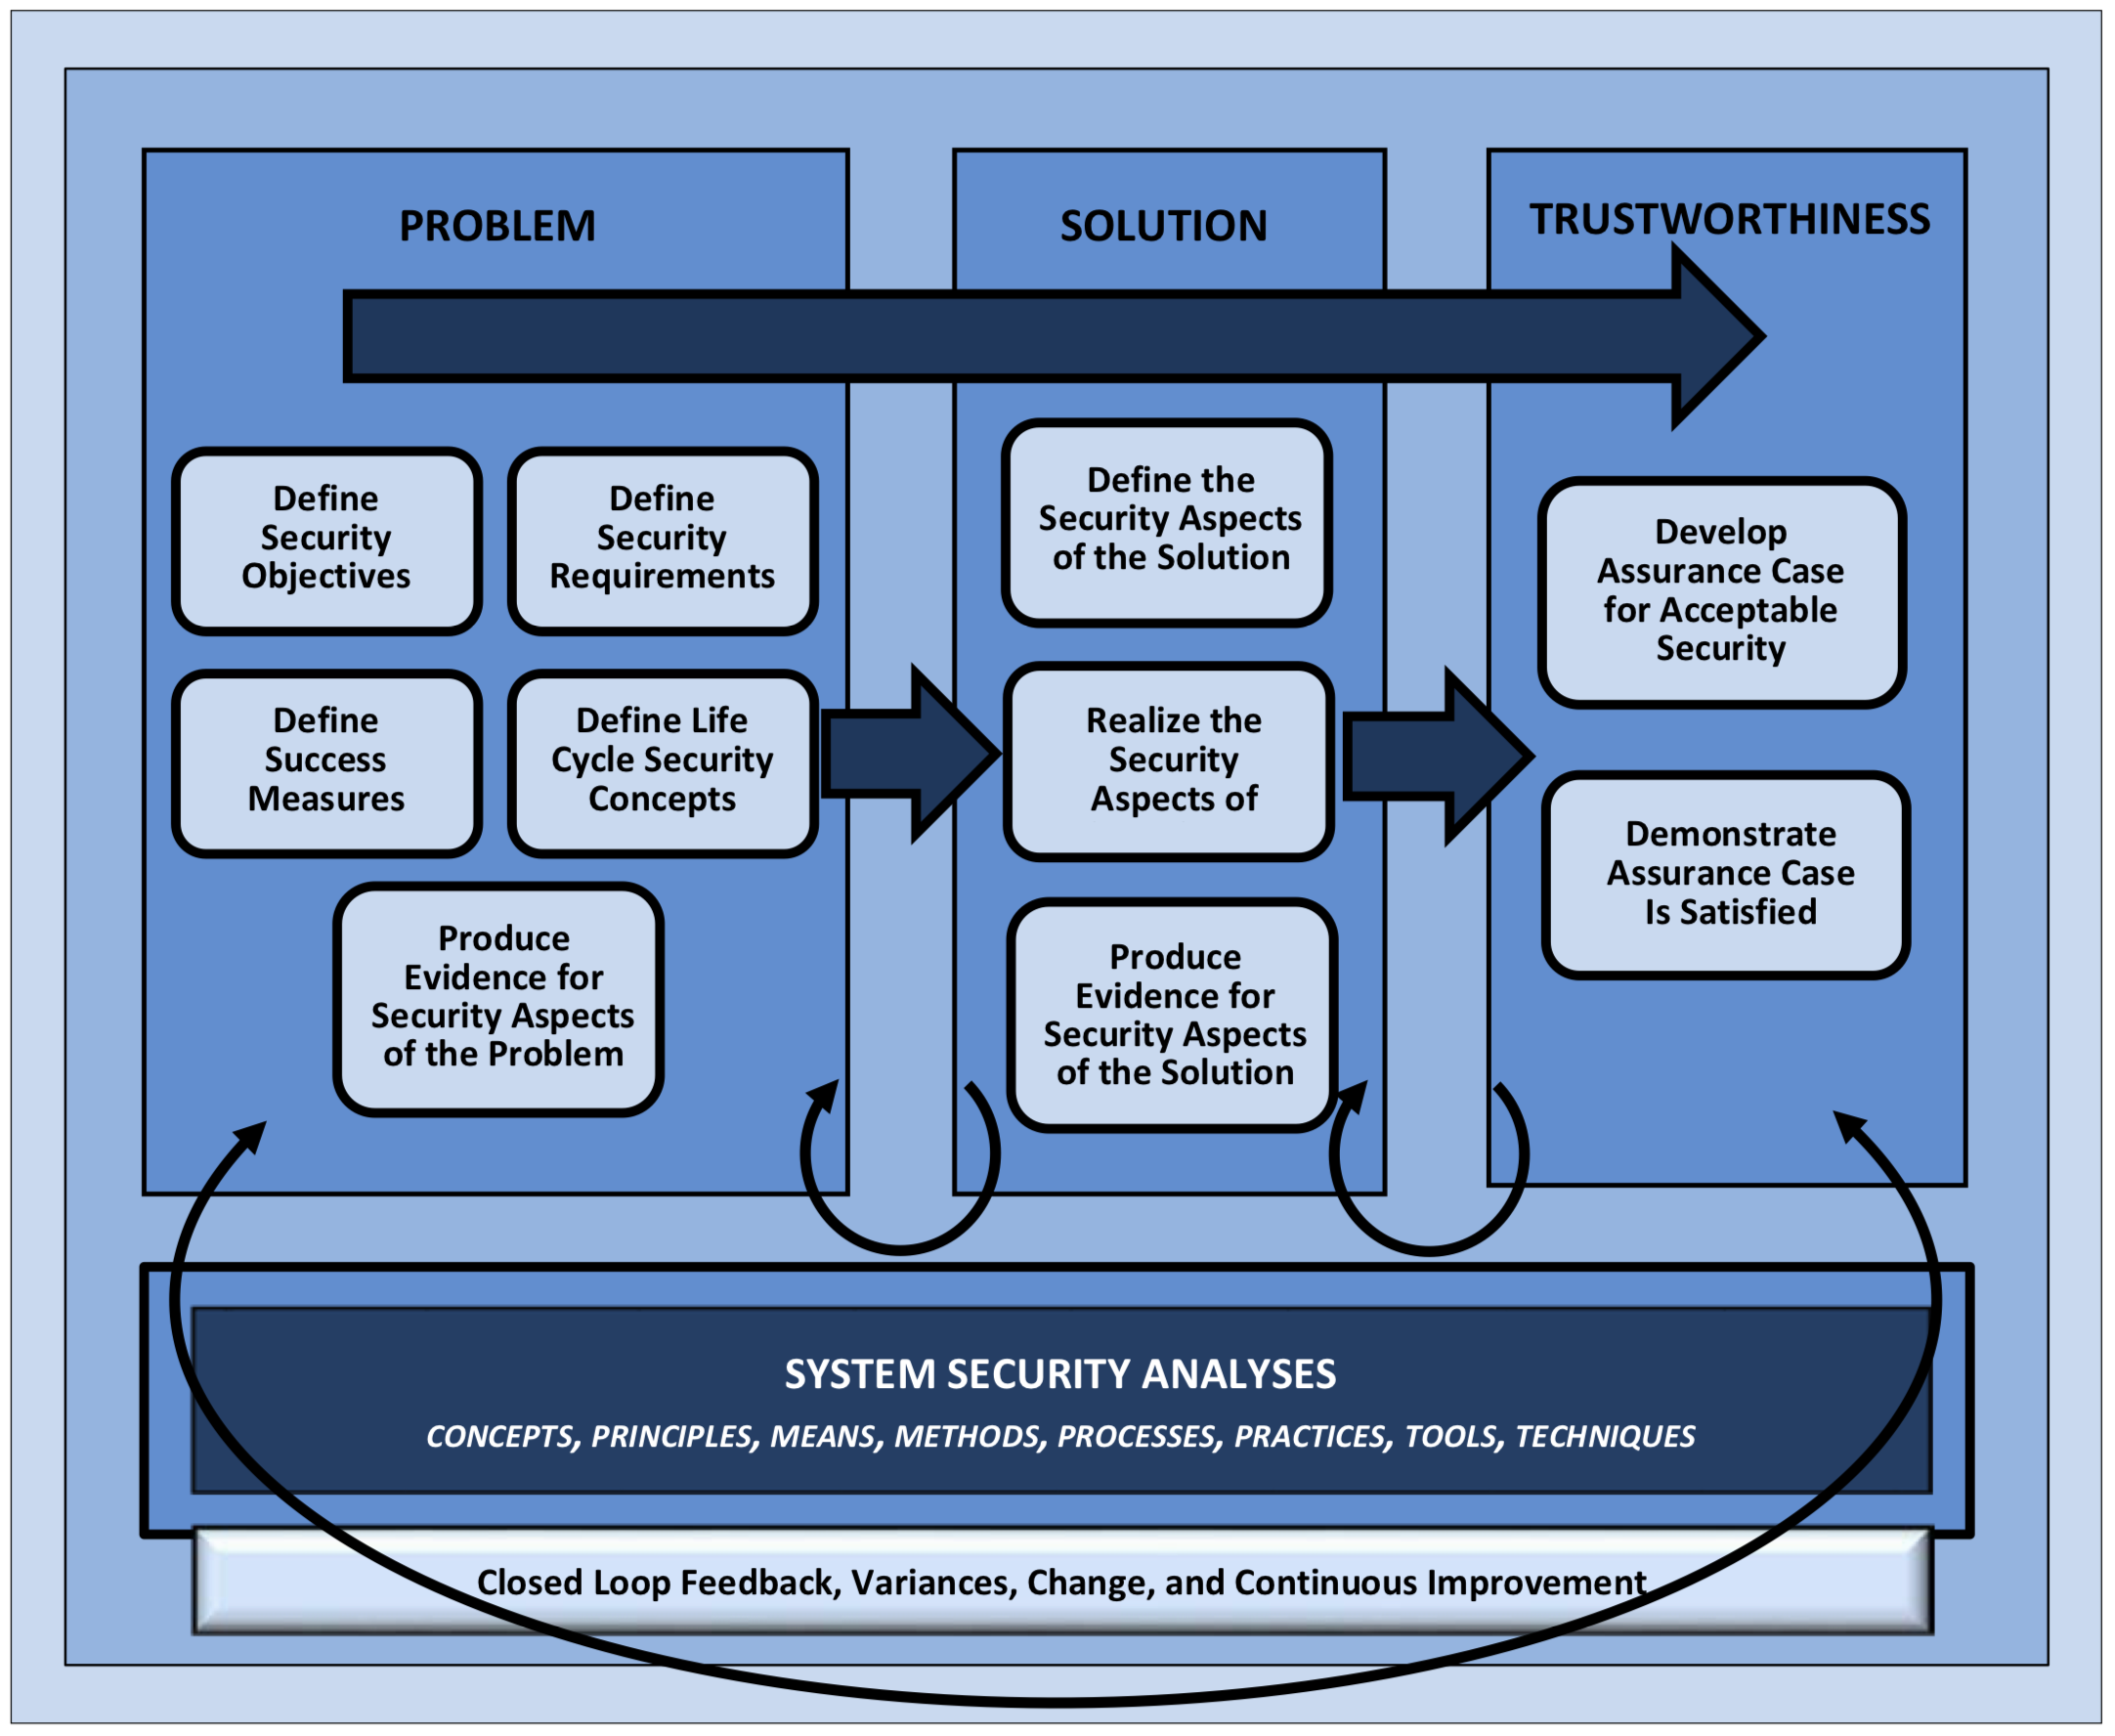 PROBLEM
Define
Security
Objectives
Define
Security
Requirements
Define
Success
Measures
Define Life
Cycle Security
Concepts
Produce
Evidence for
Security Aspects
of the Problem
SOLUTION
Define the
Security Aspects
of the Solution
Realize the
Security
Aspects of
Produce
Evidence for
Security Aspects
of the Solution
TRUSTWORTHINESS
Develop
Assurance Case
for Acceptable
Security
Demonstrate
Assurance Case
Is Satisfied
SYSTEM SECURITY ANALYSES
CONCEPTS, PRINCIPLES, MEANS, METHODS, PROCESSES, PRACTICES, TOOLS, TECHNIQUES
Closed Loop Feedback, Variances, Change, and Continuous Improvement